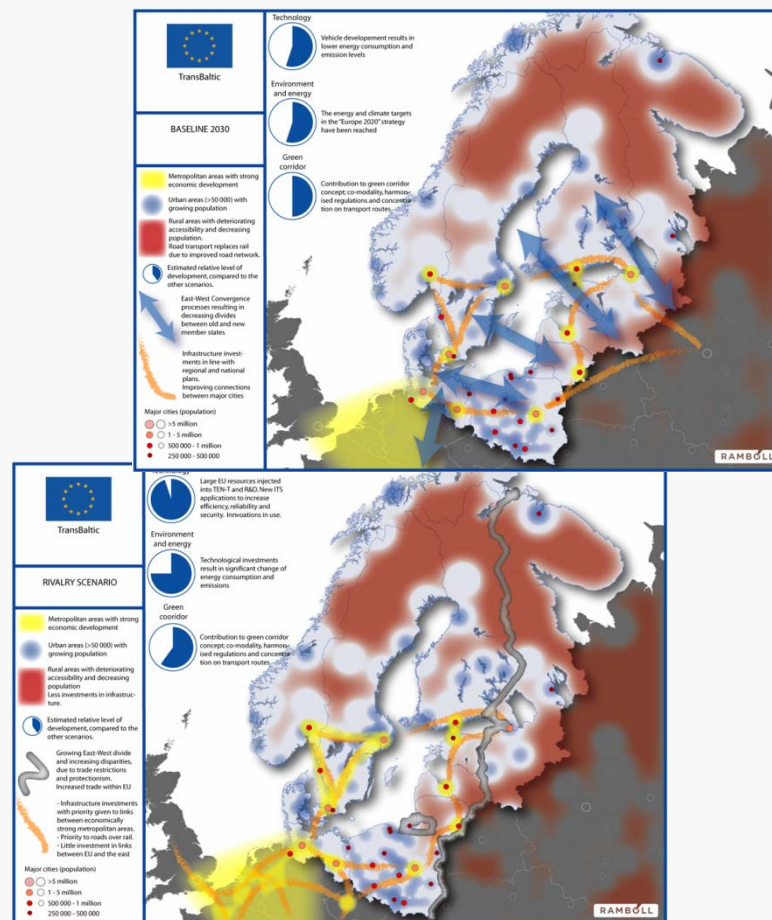 TransBaltic
BASELINE 2030
Metropolitan areas with strong
economic development
Urban areas (>50 000) with
growing population
Rural areas with deteriorating
accessibility and decreasing
population.
Road transport replaces rail
due to improved road network.
Estimated relative level of
development, compared to the
other scenarios.
East-West Convergence
processes resulting in
decreasing divides
between old and new
member states
Infrastructure invest-
ments in line with
regional and national
plans.
Improving connections
between major cities
Major cities (population)
>5 million
1 - 5 million
500 000 - 1 million
250 000 - 500 000
Technology
Vehicle developement results in
lower energy consumption and
emission levels
Environment
and energy
The energy and climate targets
in the "Europe 2020" strategy
have been reached
Green
corridor
Contribution to green corridor
concept; co-modality, harmon-
ised regulations and concentra-
tion on transport routes.
RAMBOLL
TransBaltic
RIVALRY SCENARIO
Metropolitan areas with strong
economic development
Urban areas (>50 000) with
growing population
Rural areas with deteriorating
accessibility and decreasing
population
Less investments in infrastruc-
ture.
Estimated relative level of
development, compared to the
other scenarios.
Growing East-West divide
and increasing disparities,
due to trade restrictions
and protectionism.
Increased trade within EU
- Infrastructure investments
with priority given to links
between economically
strong metropolitan areas.
- Priority to roads over rail.
- Little investment in links
between EU and the east
Major cities (population)
>5 million
1 - 5 million
500 000 - 1 million
250 000 - 500 000
Large EU resources injected
into TEN-T and R&D. New ITS
applications to increase
efficiency, reliability and
security. Innvoations in use.
Environment
and energy
Technological investments
result in significant change of
energy consumption and
emissions
Green
cooridor
Contribution to green corridor
concept; co-modality, harmon-
ised regulations and concentra-
tion on transport routes.
RAMBOLL